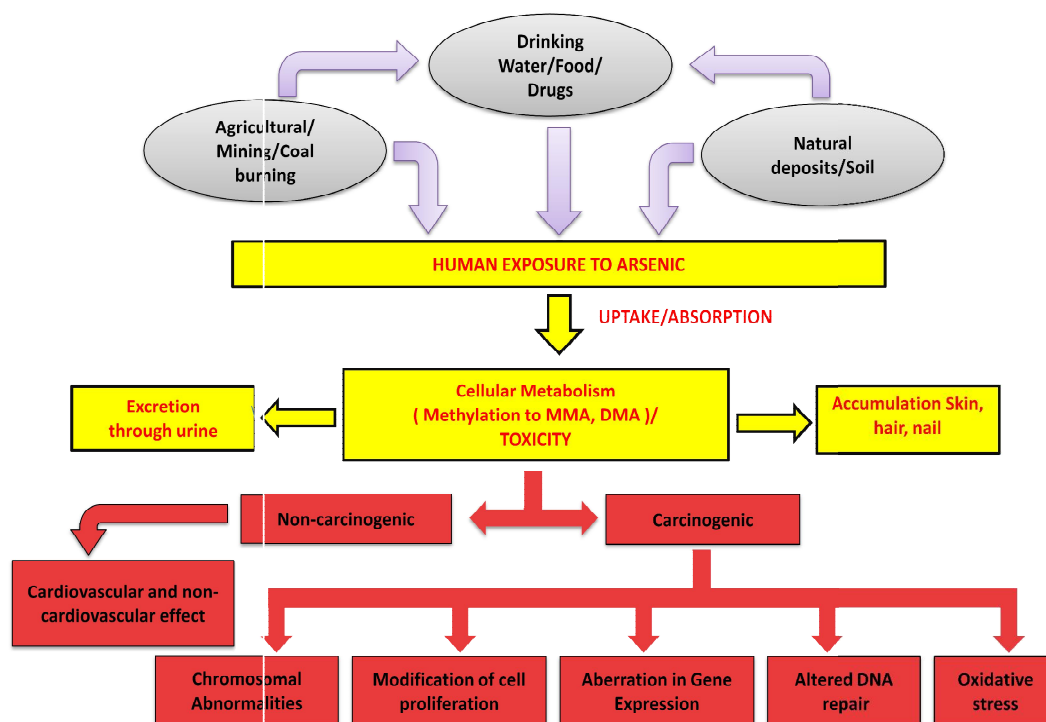 Drinking
Water/Food/
Drugs
Agricultural/
Mining/Coal
burning
Natural
deposits/Soil
HUMAN EXPOSURE TO ARSENIC
UPTAKE/ABSORPTION
Excretion
through urine
Cellular Metabolism
( Methylation to MMA, DMA )/
TOXICITY
Accumulation Skin,
hair, nail
Non-carcinogenic
Carcinogenic
Cardiovascular and non-
cardiovascular effect
Chromosomal
Abnormalities
Modification of cell
proliferation
Aberration in Gene
Expression
Altered DNA
repair
Oxidative
stress